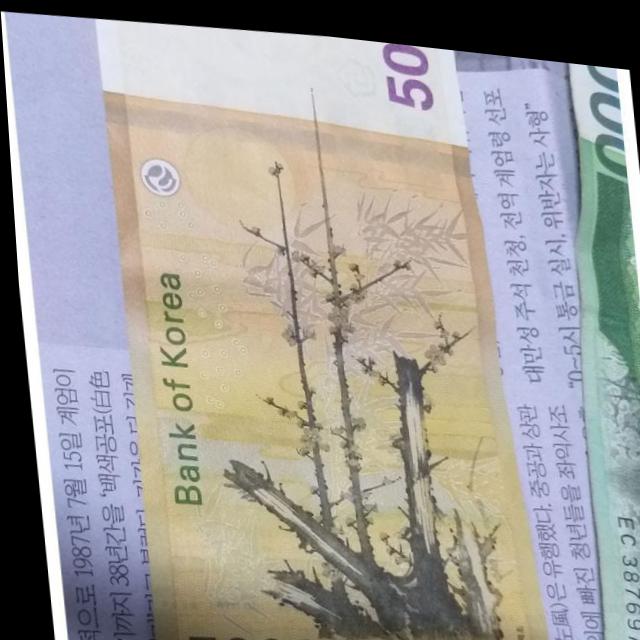 50
Bank of Korea
000
EC3876
으로 1987년 7월 15일 계엄이
까지 38년간을 '백색공포(白色
대만성 주석 천청, 전역 계엄령 선포
"0~5시 통금 실시, 위반자는 사형"
風)은 유행했다. 중공과 상관
빠진 청년들을 좌익시조